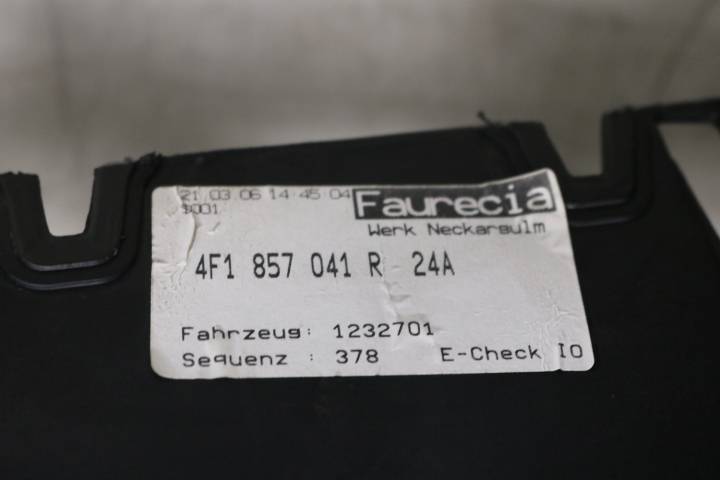 21 03 06 14 45 04 Faurecia
9001
Werk Neckarsulm
4F1 857 041 R 24A
Fahrzeug: 1232701
Sequenz : 378 E-Check IO